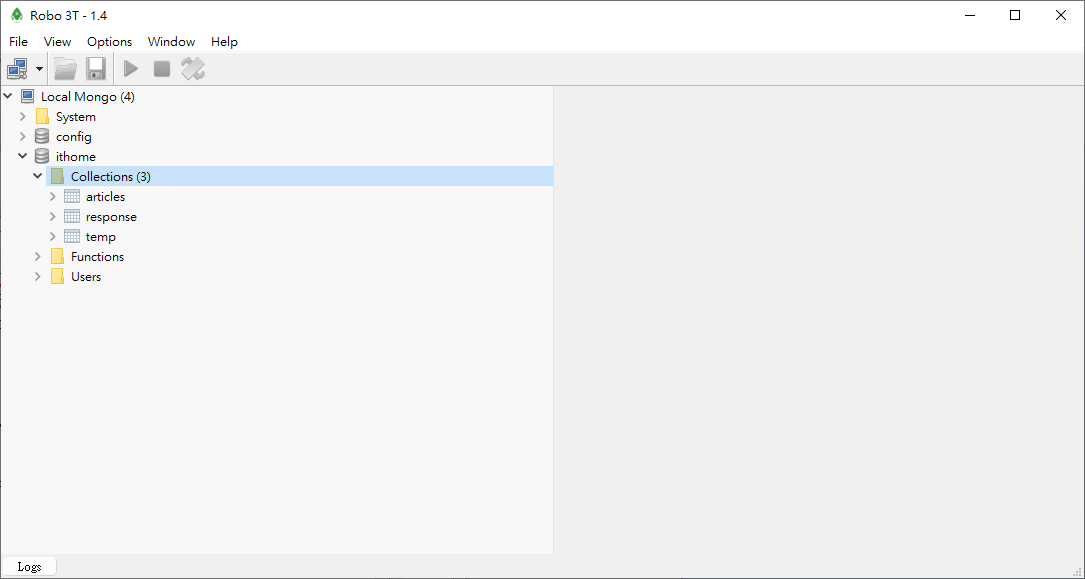 Robo 3T - 1.4
File View Options Window Help
Local Mongo (4)
System
config
ithome
Collections (3)
articles
response
temp
Functions
Users
Logs